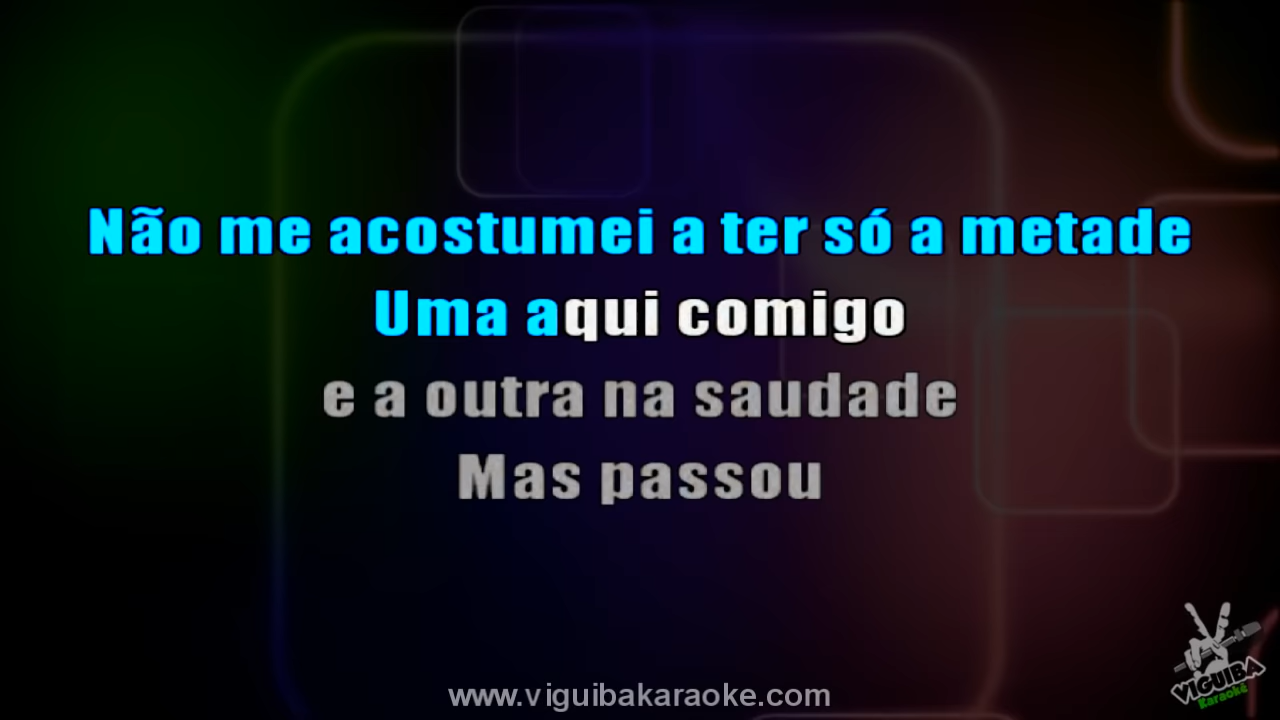 Não me acostumei a ter só a metade
Uma aqui comigo
e a outra na saudade
Mas passou
VIGUIBA
Karaokê
www.viguibakaraoke.com